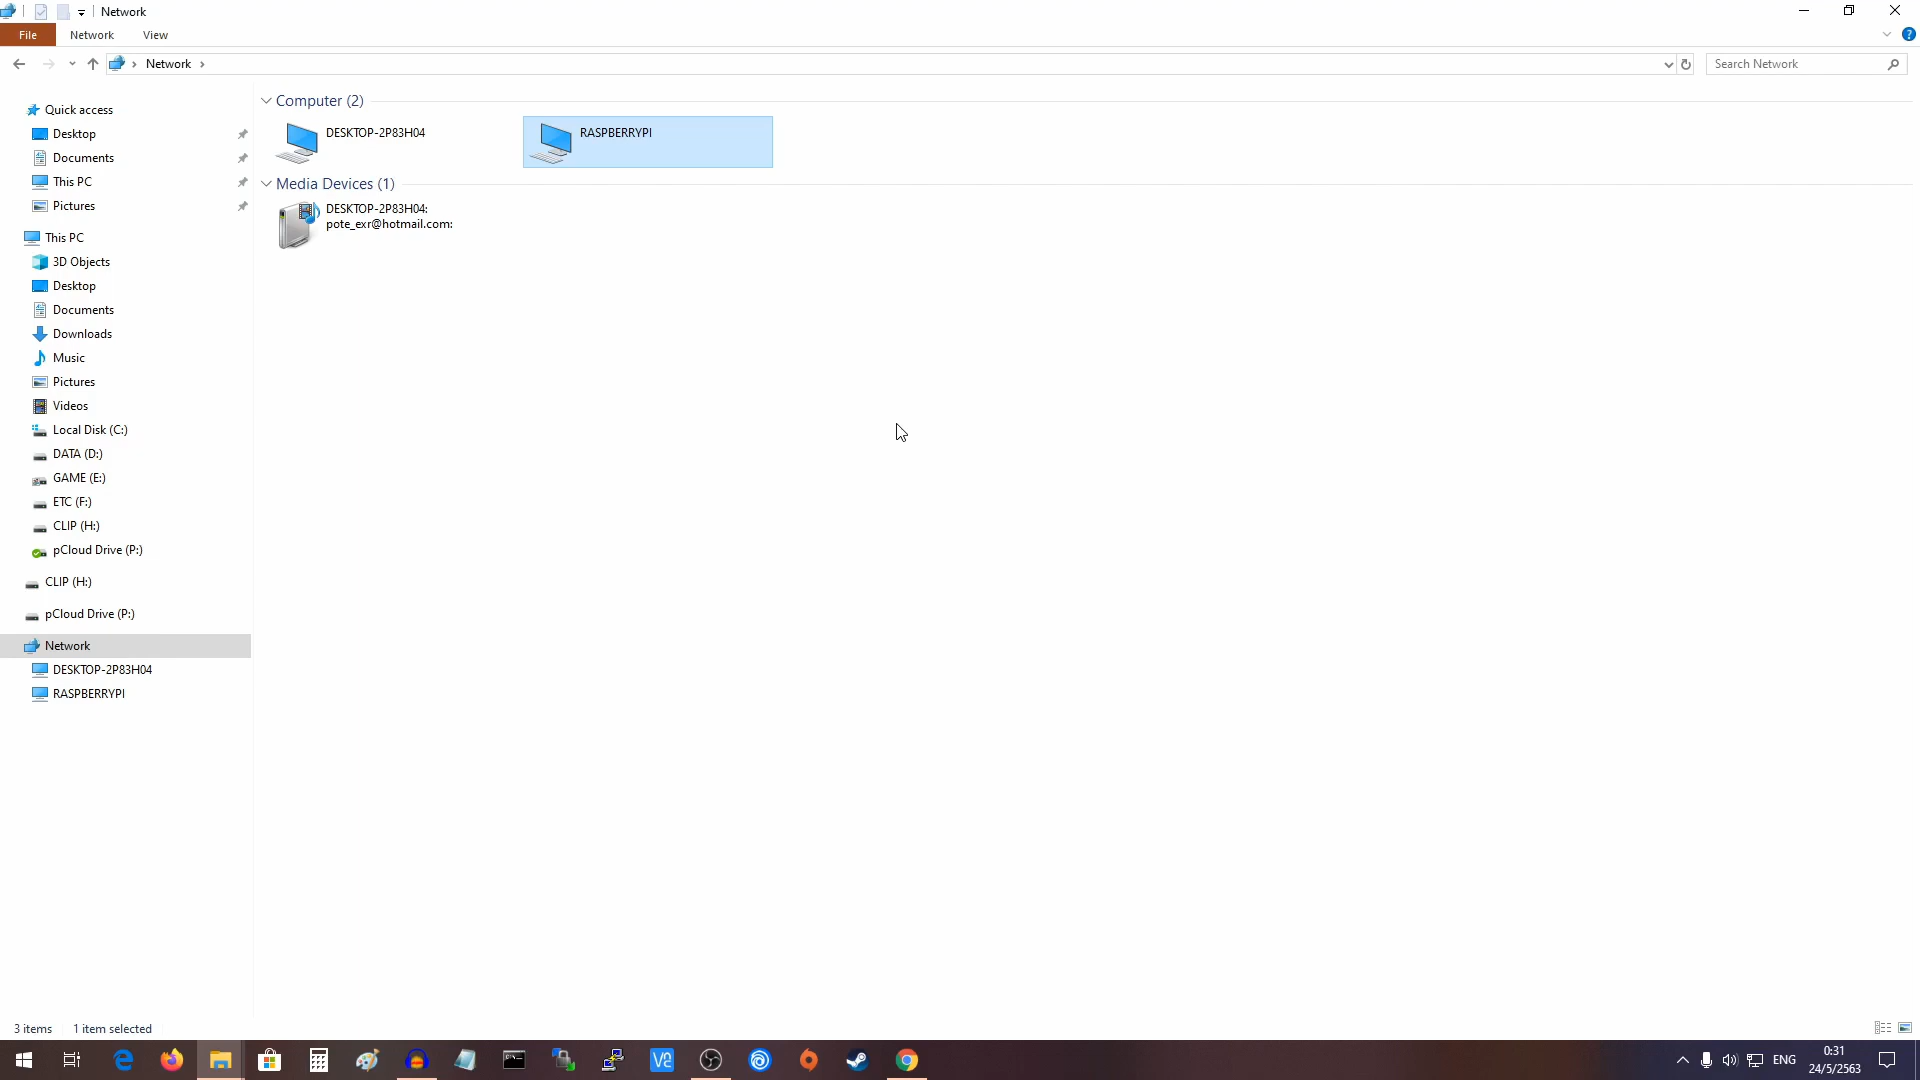 Network
File
Network
View
Network
Search Network
Quick access
Desktop
Documents
This PC
Pictures
This PC
3D Objects
Desktop
Documents
Downloads
Music
Pictures
Videos
Local Disk (C:)
DATA (D:)
GAME (E:)
ETC (F:)
CLIP (H:)
pCloud Drive (P:)
CLIP (H:)
pCloud Drive (P:)
Network
DESKTOP-2P83H04
RASPBERRYPI
Computer (2)
DESKTOP-2P83H04
RASPBERRYPI
Media Devices (1)
DESKTOP-2P83H04:
pote_exr@hotmail.com:
3 items
1 item selected
ENG
0:31
24/5/2563